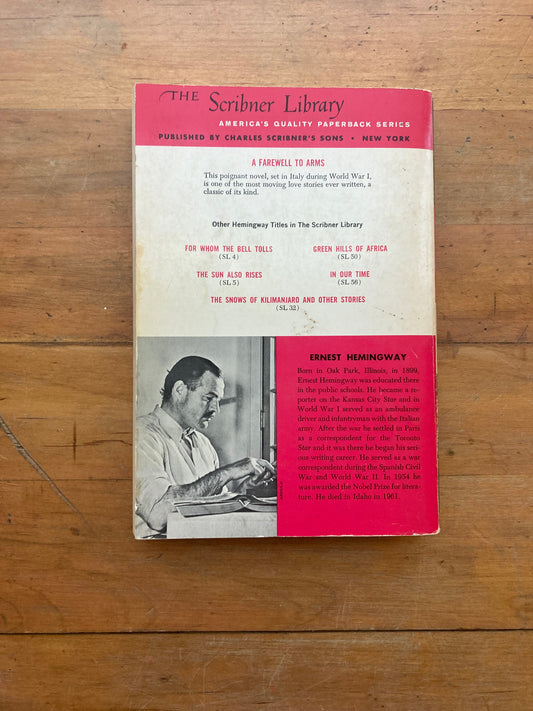 THE Scribner Library
AMERICA'S QUALITY PAPERBACK SERIES
PUBLISHED BY CHARLES SCRIBNER'S SONS • NEW YORK
A FAREWELL TO ARMS
This poignant novel, set in Italy during World War I,
is one of the most moving love stories ever written, a
classic of its kind.
Other Hemingway Titles in The Scribner Library
FOR WHOM THE BELL TOLLS
(SL 4)
GREEN HILLS OF AFRICA
(SL 50)
THE SUN ALSO RISES
(SL 5)
IN OUR TIME
(SL 56)
THE SNOWS OF KILIMANJARO AND OTHER STORIES
(SL 32)
ERNEST HEMINGWAY
Born in Oak Park, Illinois, in 1899,
Ernest Hemingway was educated there
in the public schools. He became a re-
porter on the Kansas City Star and in
World War I served as an ambulance
driver and infantryman with the Italian
army. After the war he settled in Paris
as a correspondent for the Toronto
Star and it was there he began his seri-
ous writing career. He served as a war
correspondent during the Spanish Civil
War and World War II. In 1954 he
was awarded the Nobel Prize for litera-
ture. He died in Idaho in 1961.